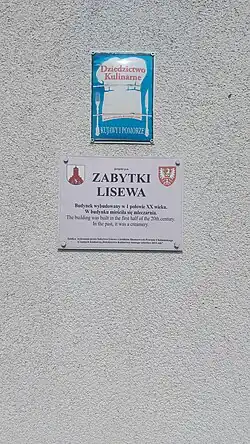 Dziedzictwo
Kulinarne
KUJAWY I POMORZE
ZABYTKI
LISEWA
Budynek wybudowany w 1 połowie XX wieku.
W budynku mieściła się mleczarnia.
The building was built in the first half of the 20th century.
In the past, it was a creamery.